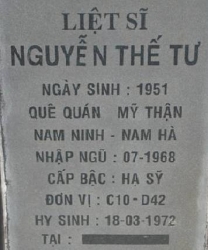 LIỆT SĨ
NGUYỄN THẾ TƯ
NGÀY SINH : 1951
QUÊ QUÁN MỸ THẬN
NAM NINH - NAM HÀ
NHẬP NGŨ : 07-1968
CẤP BẬC : HẠ SỸ
ĐƠN VỊ : C10-D42
HY SINH : 18-03-1972
TẠI :